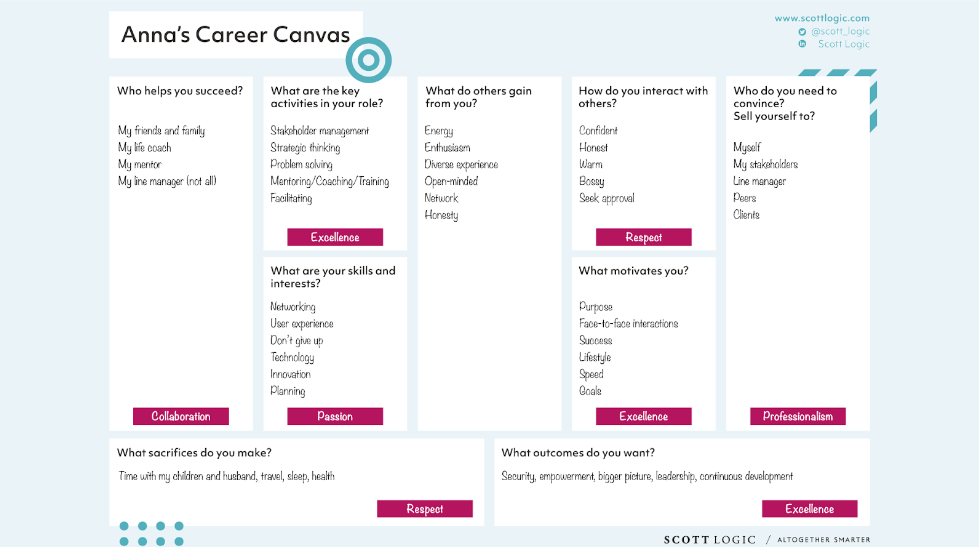 Anna's Career Canvas
www.scottlogic.com
@scott_logic
Scott Logic
Who helps you succeed?
My friends and family
My life coach
My mentor
My line manager (not all)
Collaboration
What are the key
activities in your role?
Stakeholder management
Strategic thinking
Problem solving
Mentoring/Coaching/Training
Facilitating
Excellence
What are your skills and
interests?
Networking
User experience
Don't give up
Technology
Innovation
Planning
Passion
What do others gain
from you?
Energy
Enthusiasm
Diverse experience
Open-minded
Network
Honesty
How do you interact with
others?
Confident
Honest
Warm
Bossy
Seek approval
Respect
What motivates you?
Purpose
Face-to-face interactions
Success
Lifestyle
Speed
Goals
Excellence
Who do you need to
convince?
Sell yourself to?
Myself
My stakeholders
Line manager
Peers
Clients
Professionalism
What sacrifices do you make?
Time with my children and husband, travel, sleep, health
Respect
What outcomes do you want?
Security, empowerment, bigger picture, leadership, continuous development
Excellence
SCOTT LOGIC / ALTOGETHER SMARTER